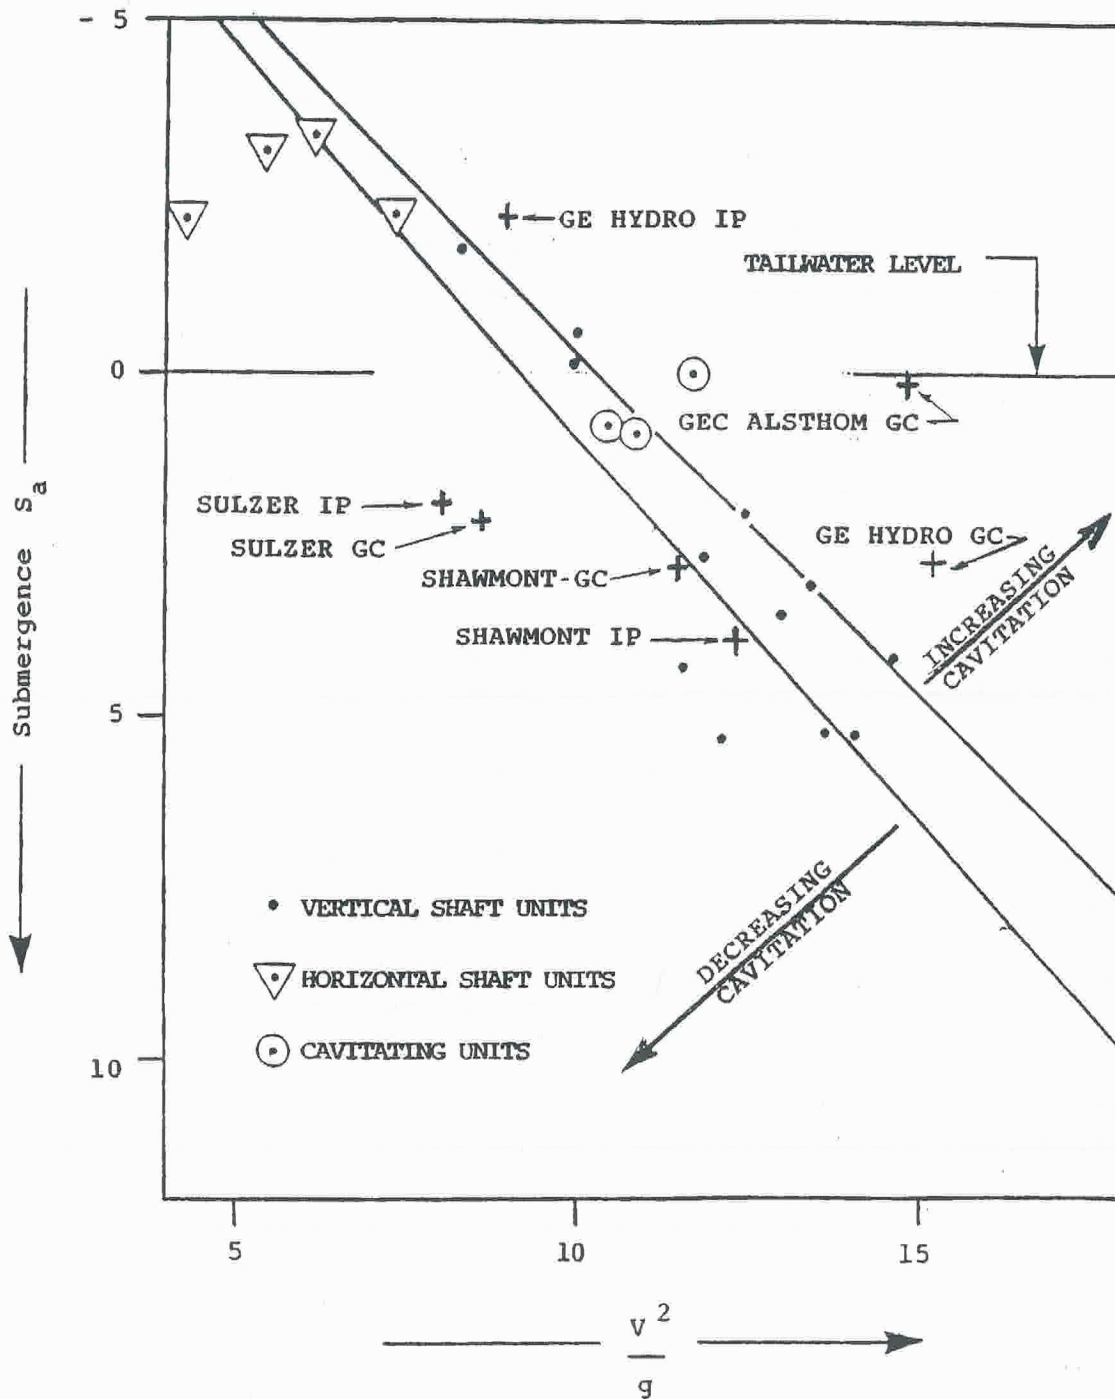 - 5
GE HYDRO IP
TAILWATER LEVEL
0
GEC ALSTHOM GC
SULZER IP
SULZER GC
GE HYDRO GC
SHAWMONT-GC
SHAWMONT IP
INCREASING
CAVITATION
Submergence Sa
5
DECREASING
CAVITATION
• VERTICAL SHAFT UNITS
HORIZONTAL SHAFT UNITS
CAVITATING UNITS
10
5 10 15
V²
g